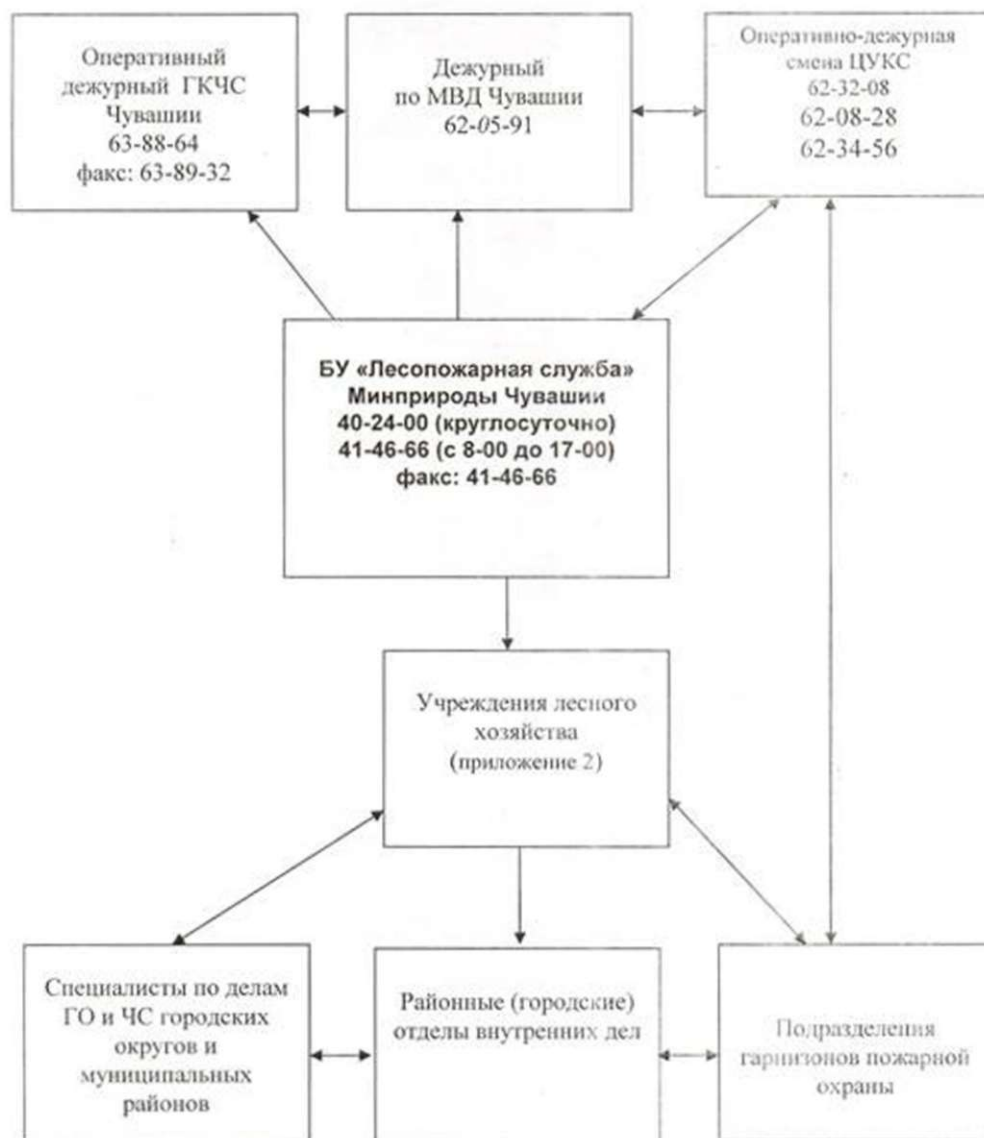 Оперативный
дежурный ГКЧС
Чувашии
63-88-64
факс: 63-89-32
Дежурный
по МВД Чувашии
62-05-91
Оперативно-дежурная
смена ЦУКС
62-32-08
62-08-28
62-34-56
БУ «Лесопожарная служба»
Минприроды Чувашии
40-24-00 (круглосуточно)
41-46-66 (с 8-00 до 17-00)
факс: 41-46-66
Учреждения лесного
хозяйства
(приложение 2)
Специалисты по делам
ГО и ЧС городских
округов и
муниципальных
районов
Районные (городские)
отделы внутренних дел
Подразделения
гарнизонов пожарной
охраны